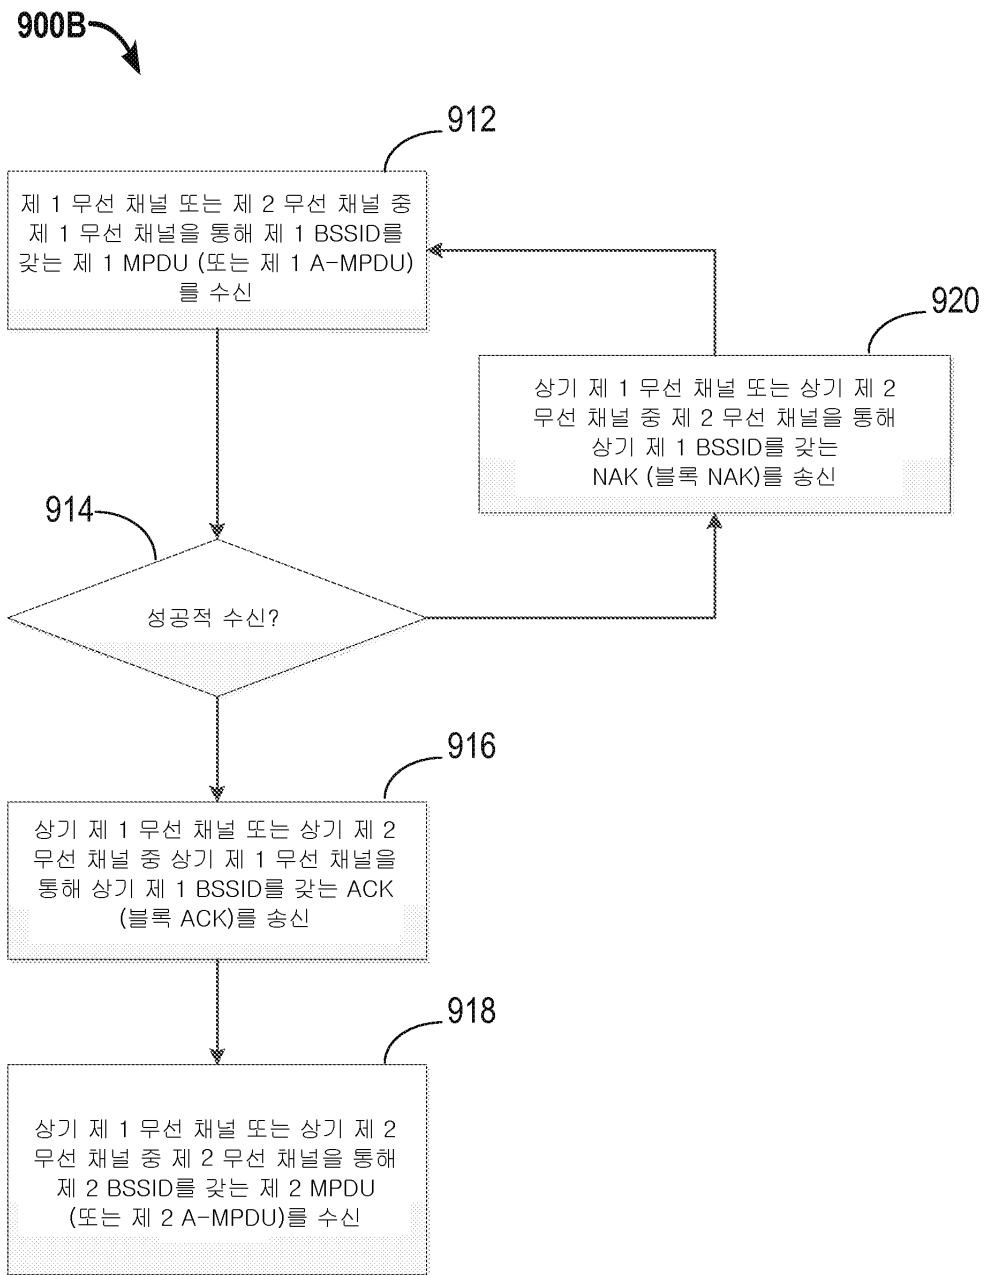 900B
912
제 1 무선 채널 또는 제 2 무선 채널 중
제 1 무선 채널을 통해 제 1 BSSID를
갖는 제 1 MPDU (또는 제 1 A-MPDU)
를 수신
920
상기 제 1 무선 채널 또는 상기 제 2
무선 채널 중 제 2 무선 채널을 통해
상기 제 1 BSSID를 갖는
NAK (블록 NAK)를 송신
914
성공적 수신?
916
상기 제 1 무선 채널 또는 상기 제 2
무선 채널 중 상기 제 1 무선 채널을
통해 상기 제 1 BSSID를 갖는 ACK
(블록 ACK)를 송신
918
상기 제 1 무선 채널 또는 상기 제 2
무선 채널 중 제 2 무선 채널을 통해
제 2 BSSID를 갖는 제 2 MPDU
(또는 제 2 A-MPDU)를 수신